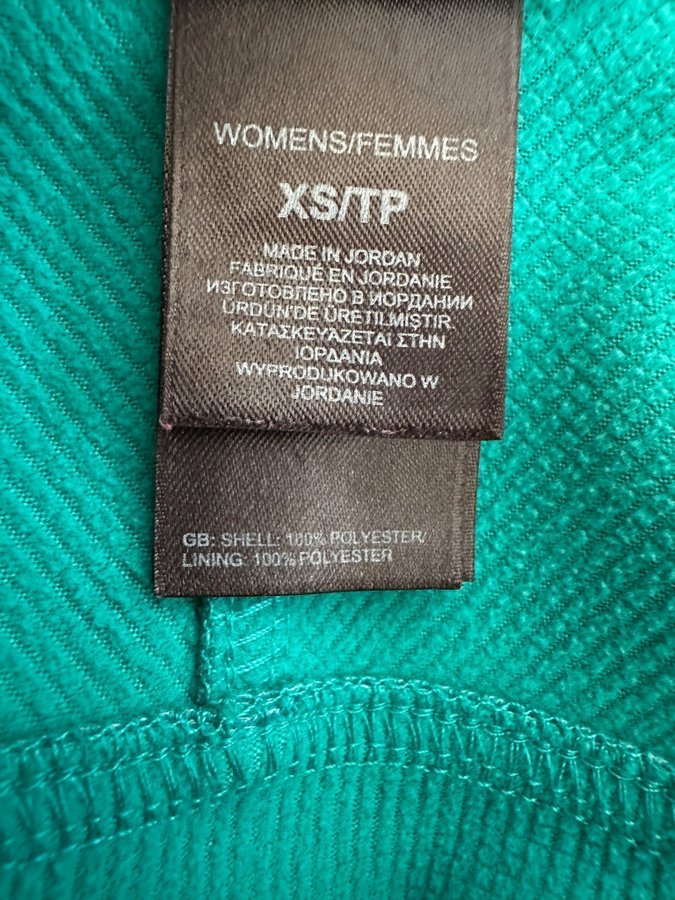 WOMENS/FEMMES
XS/TP
MADE IN JORDAN
FABRIQUÉ EN JORDANIE
ИЗГОТОВЛЕНО В ИОРДАНИИ
ÜRDÜN'DE ÜRETILMIŞTIR.
ΚΑΤΑΣΚΕΥΆΖΕΤΑΙ ΣΤΗΝ
ΙΟΡΔΑΝΙΑ
WYPRODUKOWANO W
JORDANIE
GB: SHELL: 100% POLYESTER/
LINING: 100% POLYESTER